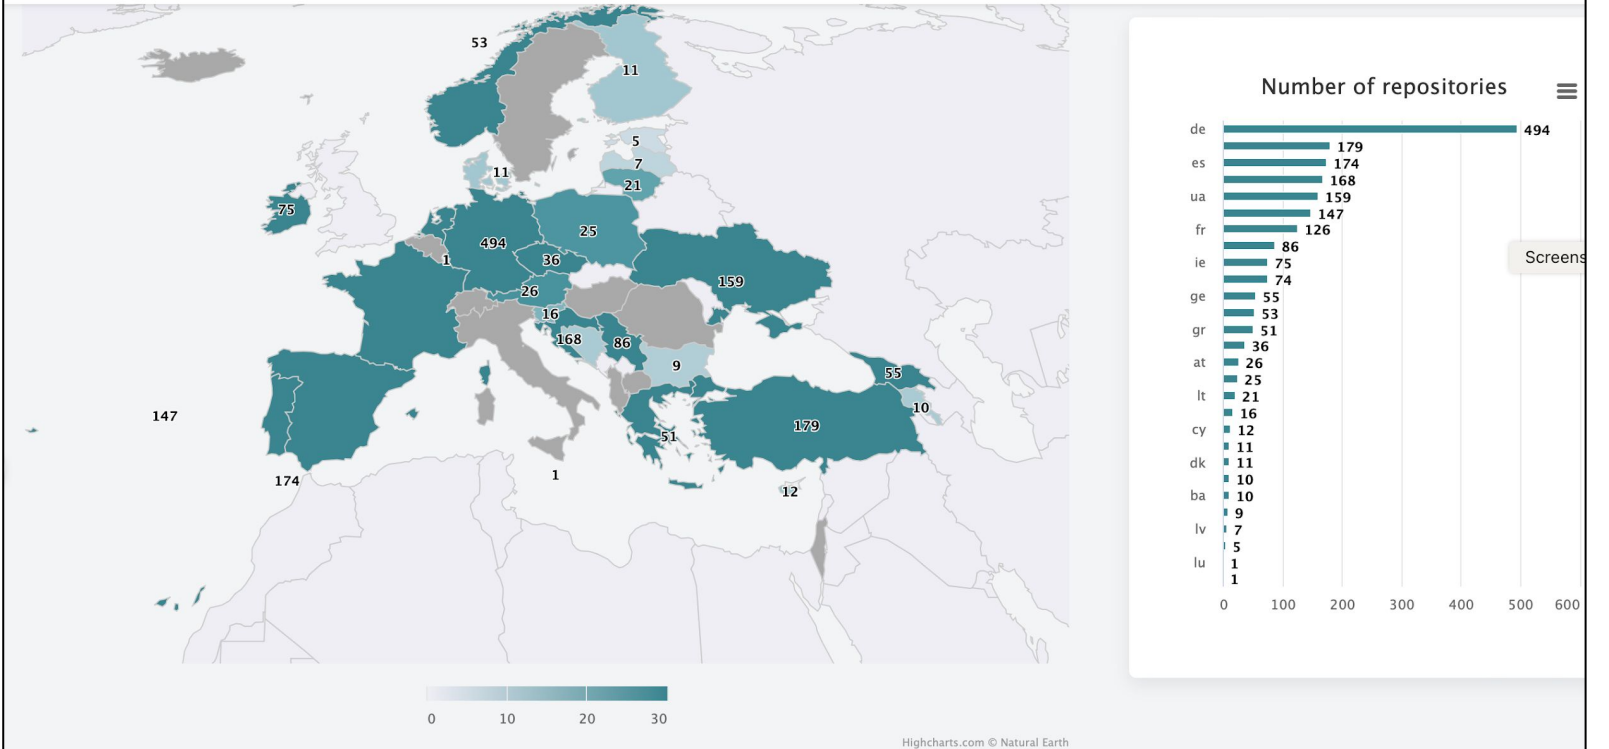 53
11
5
7
11
21
75
25
494
1
36
159
26
16
168
86
9
55
10
147
179
51
174
1
12
0 10 20 30
Highcharts.com © Natural Earth
Number of repositories
de 494
179
es 174
168
ua 159
147
fr 126
86
ie 75
74
ge 55
53
gr 51
36
at 26
25
lt 21
16
cy 12
11
dk 11
10
ba 10
9
lv 7
5
lu 1
1
0 100 200 300 400 500 600
Screens